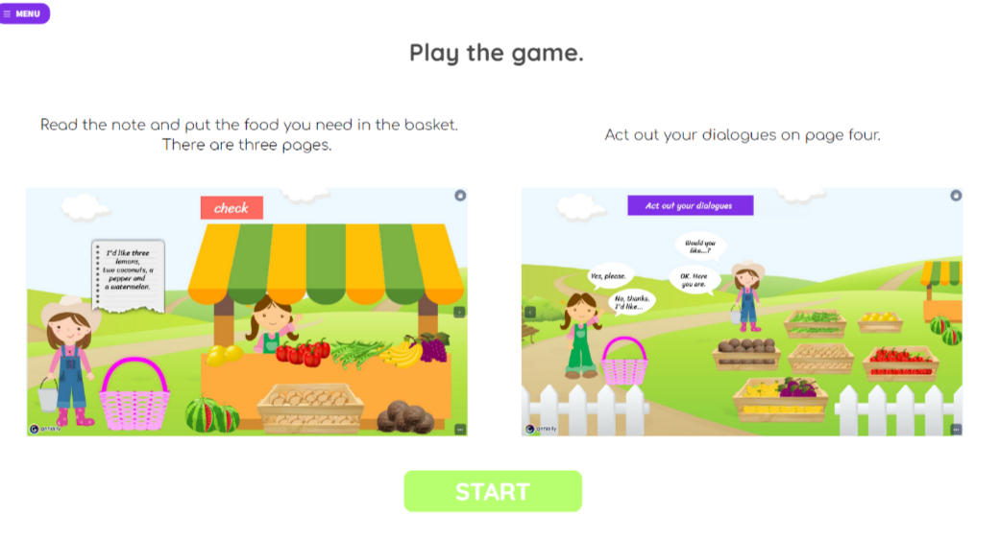 MENU
Play the game.
Read the note and put the food you need in the basket.
There are three pages.
Act out your dialogues on page four.
check
I'd like three
lemons,
two coconuts, a
pepper and
a watermelon.
Act out your dialogues
Would you
like...?
Yes, please.
OK. Here
you are.
No, thanks.
I'd like...
START